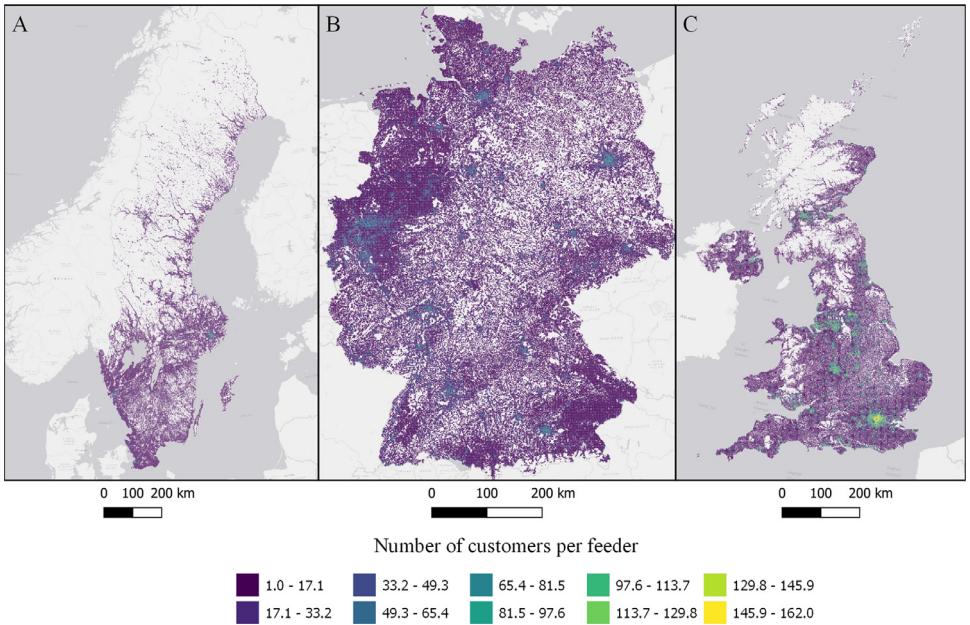 A
B
C
0 100 200 km
0 100 200 km
0 100 200 km
Number of customers per feeder
1.0 - 17.1
33.2 - 49.3
65.4 - 81.5
97.6 - 113.7
129.8 - 145.9
17.1 - 33.2
49.3 - 65.4
81.5 - 97.6
113.7 - 129.8
145.9 - 162.0